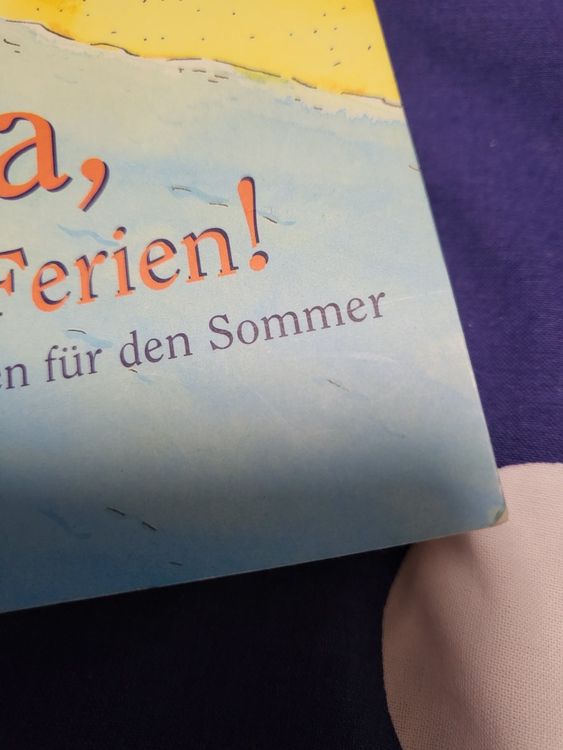 a,
Ferien!
en für den Sommer